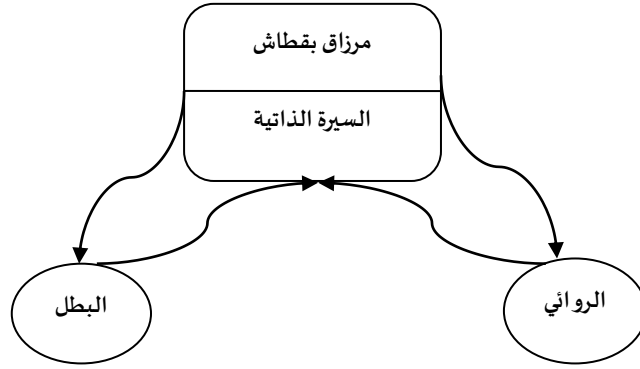 مرزاق بقطاش
السيرة الذاتية
الروائي
البطل